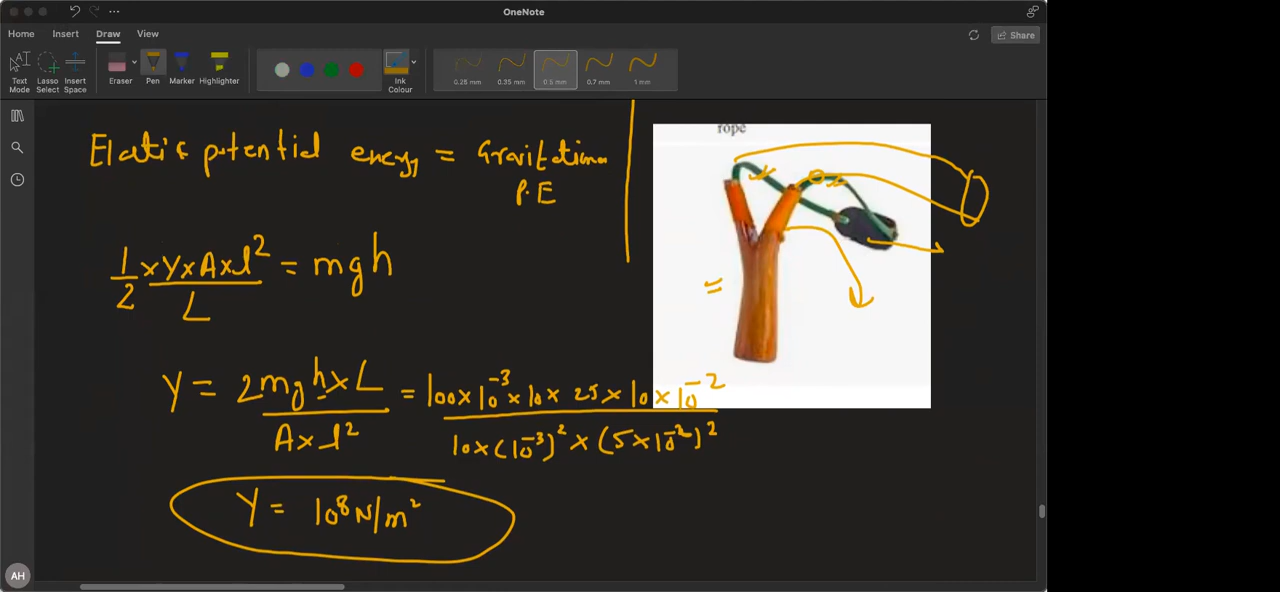 OneNote
Home Insert Draw View
Share
Text Mode
Lasso Select
Insert Space
Eraser
Pen
Marker
Highlighter
Ink Colour
0.25 mm
0.35 mm
0.5 mm
0.7 mm
1 mm
rope
Elastic potential energy = Gravitational
P.E
1/2 × Y × A × l² / L = mgh
Y = 2mgh × L / A × l² = 100 × 10⁻³ × 10 × 25 × 10 × 10⁻² / 10 × (10⁻³)² × (5 × 10⁻²)²
Y = 10⁸ N/m²
AH